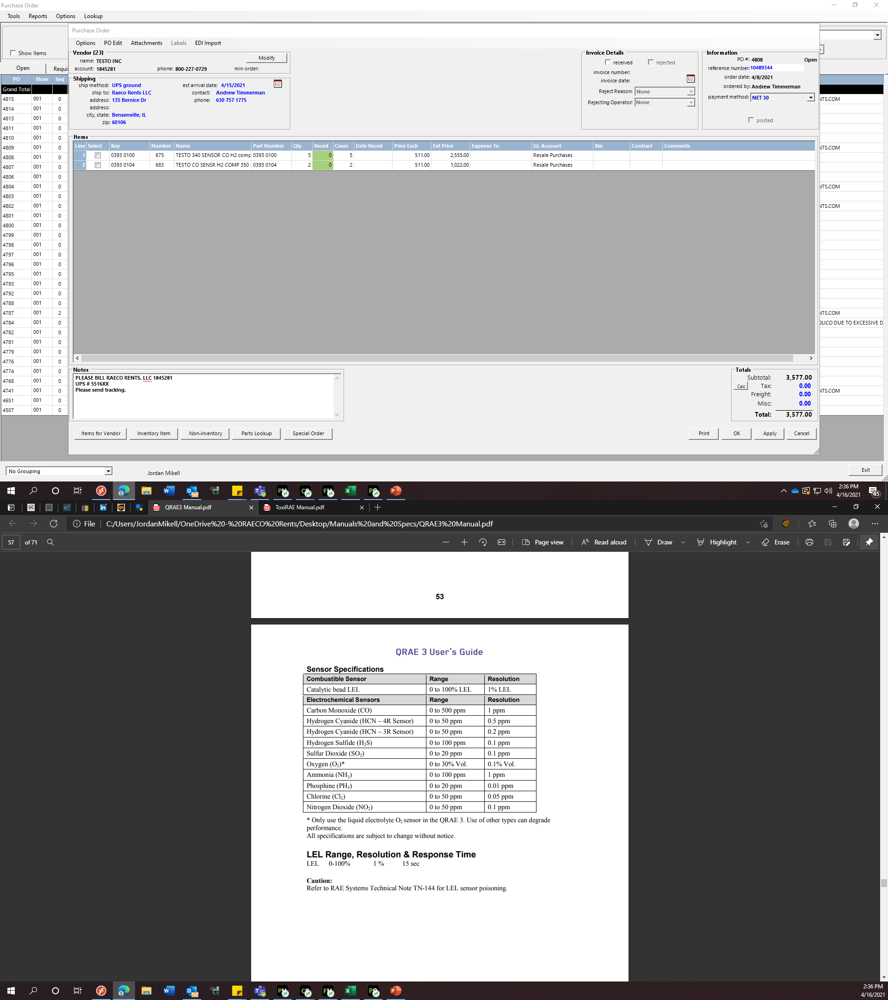 Purchase Order
Tools Reports Options Lookup
Show Items
Open Requi
PO Store Seq
Grand Total
4815 001 0
4814 001 0
4813 001 0
4811 001 0
4810 001 0
4809 001 0
4808 001 0
4807 001 0
4806 001 0
4804 001 0
4803 001 0
4802 001 0
4801 001 0
4800 001 0
4799 001 0
4798 001 0
4797 001 0
4796 001 0
4795 001 0
4793 001 0
4792 001 0
4788 001 0
4787 001 2
4784 001 0
4782 001 0
4781 001 0
4779 001 0
4776 001 0
4774 001 0
4768 001 0
4741 001 0
4651 001 0
4507 001 0
Purchase Order
Options PO Edit Attachments Labels EDI Import
Vendor (23)
name: TESTO INC Modify
account: 1845281 phone: 800-227-0729 min order:
Shipping
ship method: UPS ground est arrival date: 4/15/2021
ship to: Raeco Rents LLC contact: Andrew Timmerman
address: 135 Bernice Dr phone: 630 757 1775
address:
city, state: Bensenville, IL
zip: 60106
Invoice Details
received rejected
invoice number:
invoice date:
Reject Reason: None
Rejecting Operator: None
Information
PO #: 4808 Open
reference number: 10489344
order date: 4/8/2021
ordered by: Andrew Timmerman
payment method: NET 30
posted
Items
Line Select Key Number Name Part Number Qty Recvd Cases Date Recvd Price Each Ext Price Expense To GL Account Bin Contract Comments
1 0393 0100 675 TESTO 340 SENSOR CO H2 comp 0393 0100 5 0 5 511.00 2,555.00 Resale Purchases
2 0393 0104 683 TESTO CO SENSR H2 COMP 350 0393 0104 2 0 2 511.00 1,022.00 Resale Purchases
NTS.COM
NTS.COM
NTS.COM
NTS.COM
NTS.COM
OLICO DUE TO EXCESSIVE D
NTS.COM
Notes
PLEASE BILL RAECO RENTS, LLC 1845281
UPS # 5516XX
Please send tracking.
Totals
Subtotal: 3,577.00
Calc Tax: 0.00
Freight: 0.00
Misc: 0.00
Total: 3,577.00
Items for Vendor Inventory Item Non-inventory Parts Lookup Special Order Print OK Apply Cancel
No Grouping Jordan Mikell Exit
2:36 PM
4/16/2021
45
QRAE3 Manual.pdf ToxiRAE Manual.pdf
File C:/Users/JordanMikell/OneDrive%20-%20RAECO%20Rents/Desktop/Manuals%20and%20Specs/QRAE3%20Manual.pdf
57 of 71 Page view Read aloud Draw Highlight Erase
53
QRAE 3 User's Guide
Sensor Specifications
Combustible Sensor Range Resolution
Catalytic bead LEL 0 to 100% LEL 1% LEL
Electrochemical Sensors Range Resolution
Carbon Monoxide (CO) 0 to 500 ppm 1 ppm
Hydrogen Cyanide (HCN – 4R Sensor) 0 to 50 ppm 0.5 ppm
Hydrogen Cyanide (HCN – 3R Sensor) 0 to 50 ppm 0.2 ppm
Hydrogen Sulfide (H₂S) 0 to 100 ppm 0.1 ppm
Sulfur Dioxide (SO₂) 0 to 20 ppm 0.1 ppm
Oxygen (O₂)* 0 to 30% Vol. 0.1% Vol.
Ammonia (NH₃) 0 to 100 ppm 1 ppm
Phosphine (PH₃) 0 to 20 ppm 0.01 ppm
Chlorine (Cl₂) 0 to 50 ppm 0.05 ppm
Nitrogen Dioxide (NO₂) 0 to 50 ppm 0.1 ppm
* Only use the liquid electrolyte O₂ sensor in the QRAE 3. Use of other types can degrade
performance.
All specifications are subject to change without notice.
LEL Range, Resolution & Response Time
LEL 0-100% 1 % 15 sec
Caution:
Refer to RAE Systems Technical Note TN-144 for LEL sensor poisoning.
2:36 PM
4/16/2021